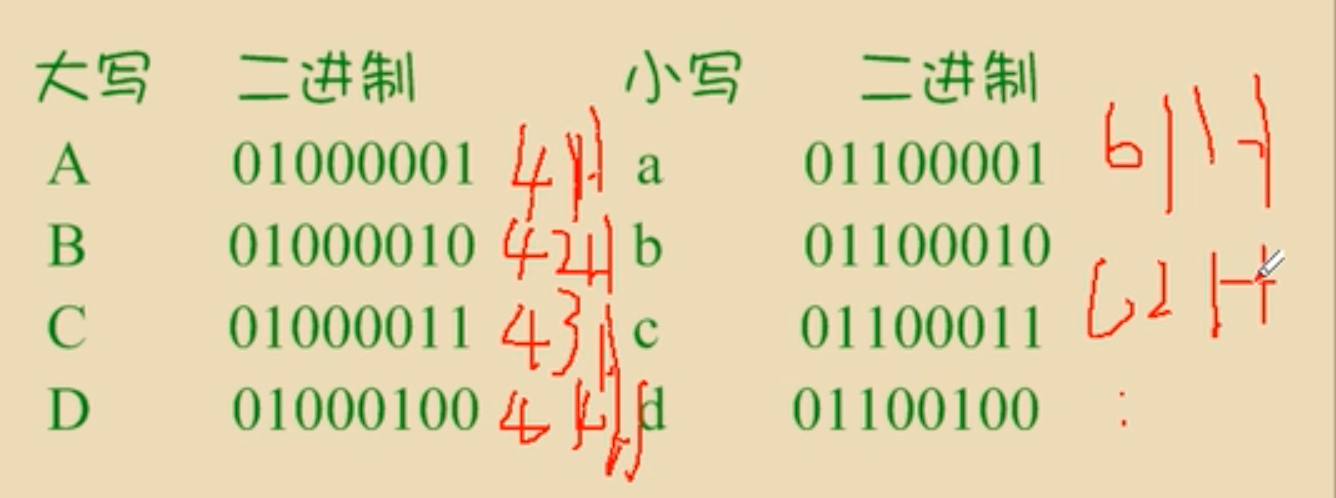 大写 二进制 小写 二进制
A 01000001 41H a 01100001 61H
B 01000010 42H b 01100010 62H
C 01000011 43H c 01100011
D 01000100 44H d 01100100 :